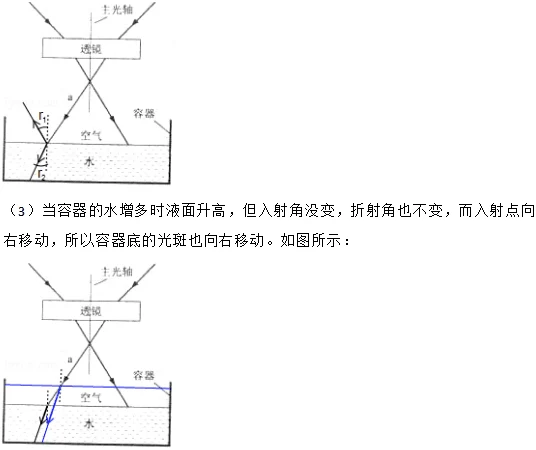 主光轴
透镜
a
r₁
容器
空气
水
r₂
（3）当容器的水增多时液面升高，但入射角没变，折射角也不变，而入射点向
右移动，所以容器底的光斑也向右移动。如图所示：
主光轴
透镜
a
容器
空气
水